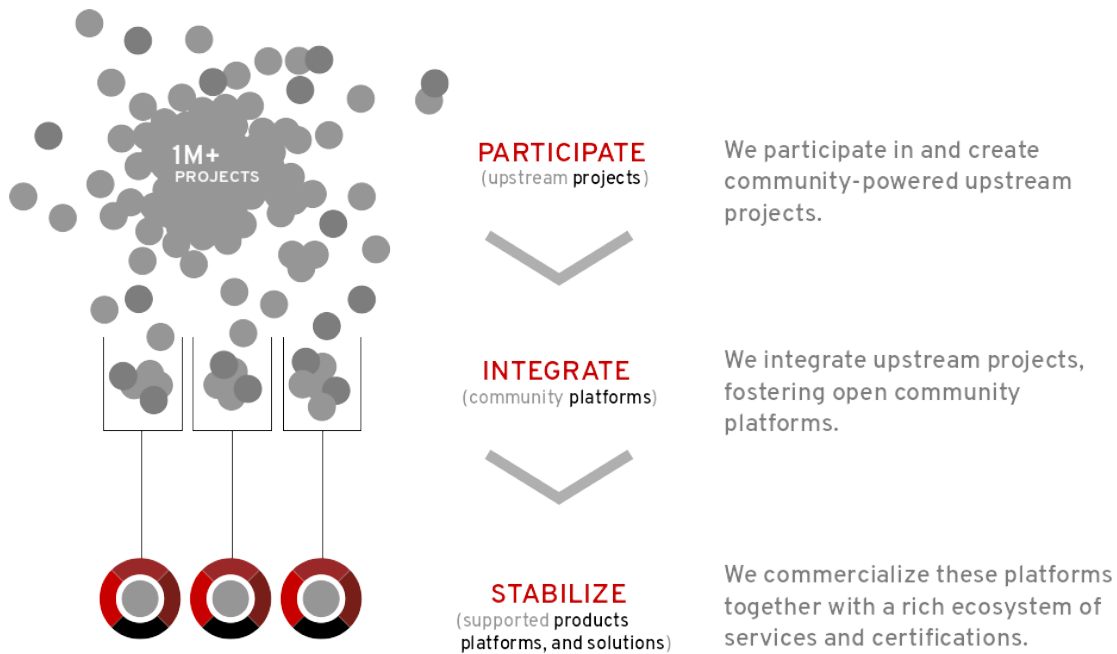 1M+
PROJECTS
PARTICIPATE
(upstream projects)
We participate in and create
community-powered upstream
projects.
INTEGRATE
(community platforms)
We integrate upstream projects,
fostering open community
platforms.
STABILIZE
(supported products
platforms, and solutions)
We commercialize these platforms
together with a rich ecosystem of
services and certifications.